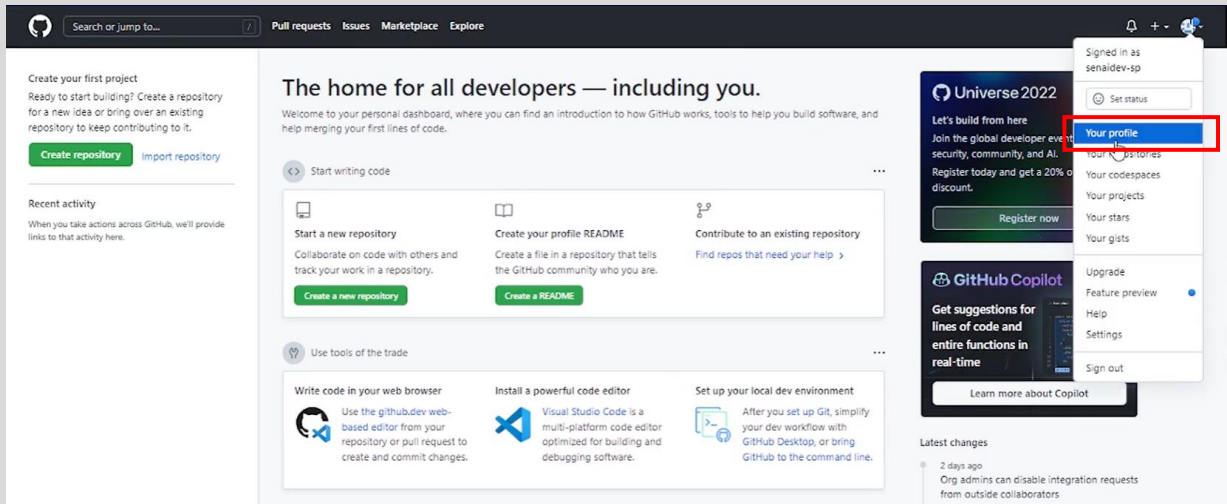 Search or jump to...
/
Pull requests Issues Marketplace Explore
Signed in as
senaidev-sp
Set status
Your profile
Your repositories
Your codespaces
Your projects
Your stars
Your gists
Upgrade
Feature preview
Help
Settings
Sign out
Create your first project
Ready to start building? Create a repository
for a new idea or bring over an existing
repository to keep contributing to it.
Create repository
Import repository
Recent activity
When you take actions across GitHub, we'll provide
links to that activity here.
The home for all developers — including you.
Welcome to your personal dashboard, where you can find an introduction to how GitHub works, tools to help you build software, and
help merging your first lines of code.
Start writing code
Start a new repository
Collaborate on code with others and
track your work in a repository.
Create a new repository
Create your profile README
Create a file in a repository that tells
the GitHub community who you are.
Create a README
Contribute to an existing repository
Find repos that need your help >
Use tools of the trade
Write code in your web browser
Use the github.dev web-
based editor from your
repository or pull request to
create and commit changes.
Install a powerful code editor
Visual Studio Code is a
multi-platform code editor
optimized for building and
debugging software.
Set up your local dev environment
After you set up Git, simplify
your dev workflow with
GitHub Desktop, or bring
GitHub to the command line.
Universe 2022
Let's build from here
Join the global developer event
security, community, and AI.
Register today and get a 20% o
discount.
Register now
GitHub Copilot
Get suggestions for
lines of code and
entire functions in
real-time
Learn more about Copilot
Latest changes
2 days ago
Org admins can disable integration requests
from outside collaborators